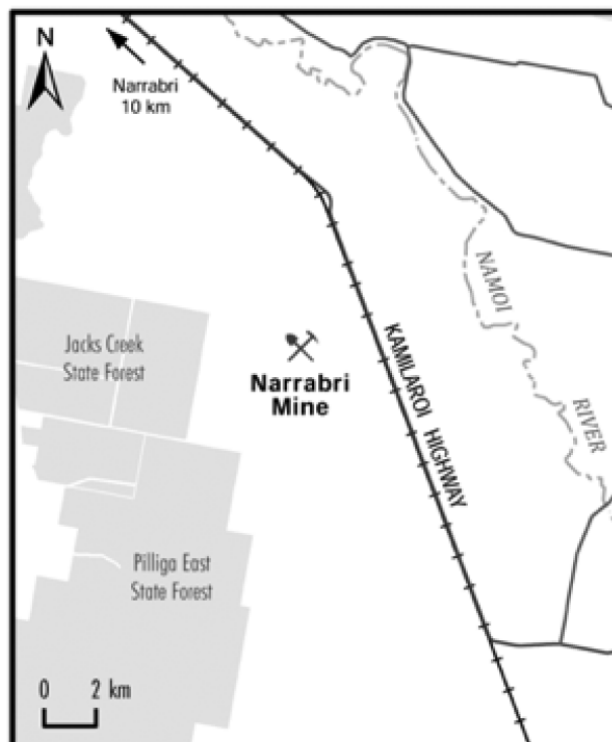 N
Narrabri
10 km
NAMOI
RIVER
Jacks Creek
State Forest
Narrabri
Mine
KAMILAROI HIGHWAY
Pilliga East
State Forest
0 2 km